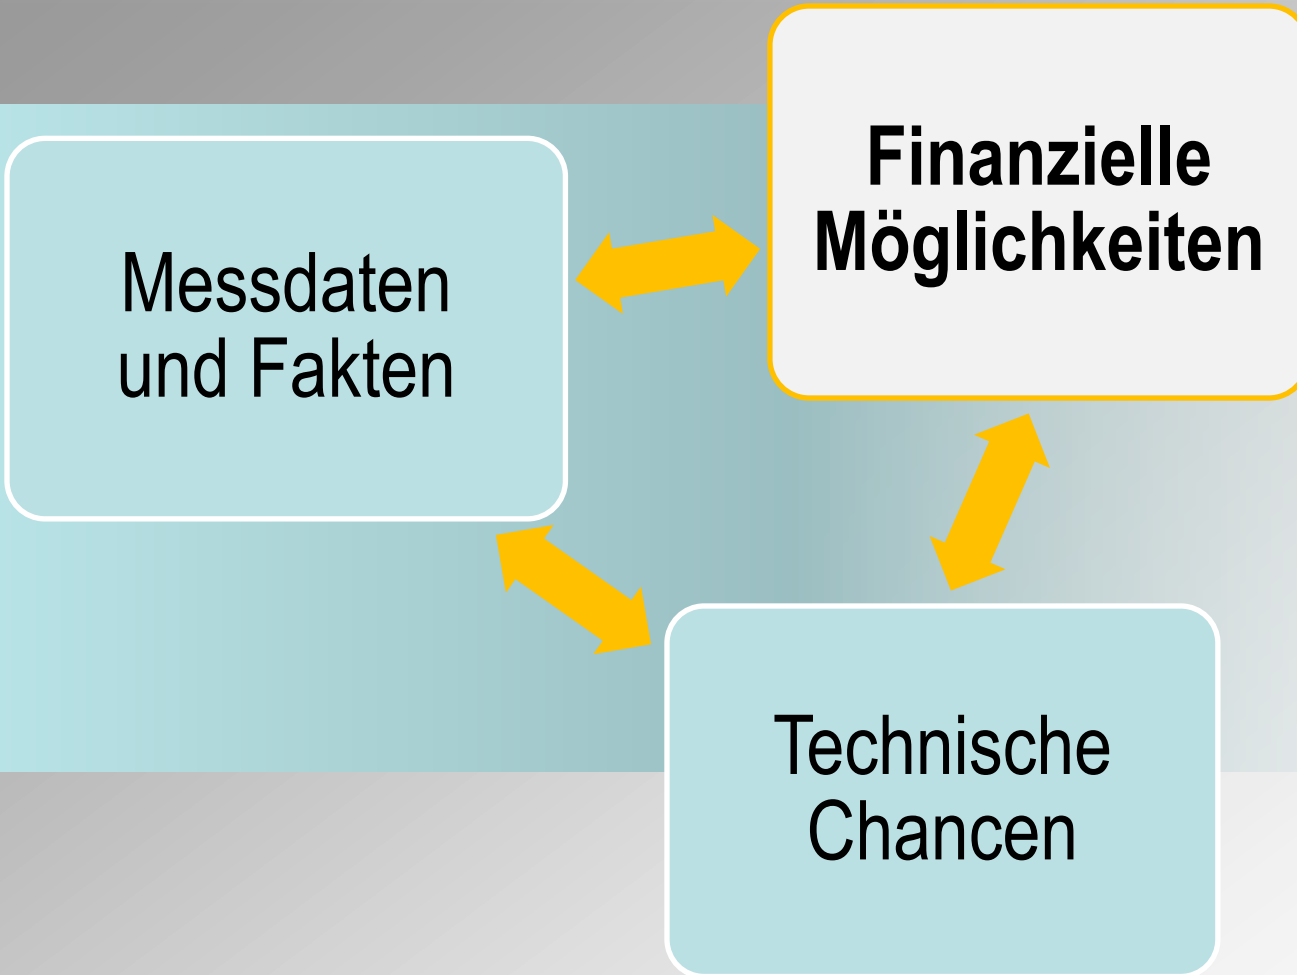 Finanzielle
Möglichkeiten
Messdaten
und Fakten
Technische
Chancen